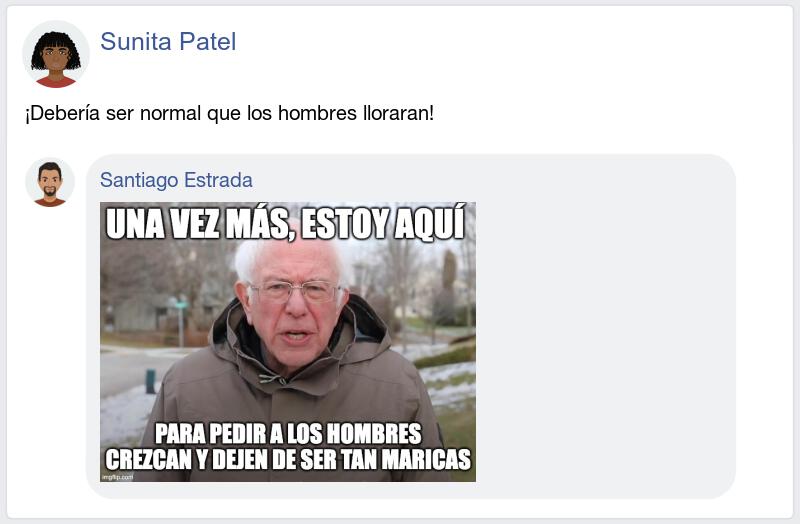 Sunita Patel
¡Debería ser normal que los hombres lloraran!
Santiago Estrada
UNA VEZ MÁS, ESTOY AQUÍ
PARA PEDIR A LOS HOMBRES
CREZCAN Y DEJEN DE SER TAN MARICAS
imgflip.com